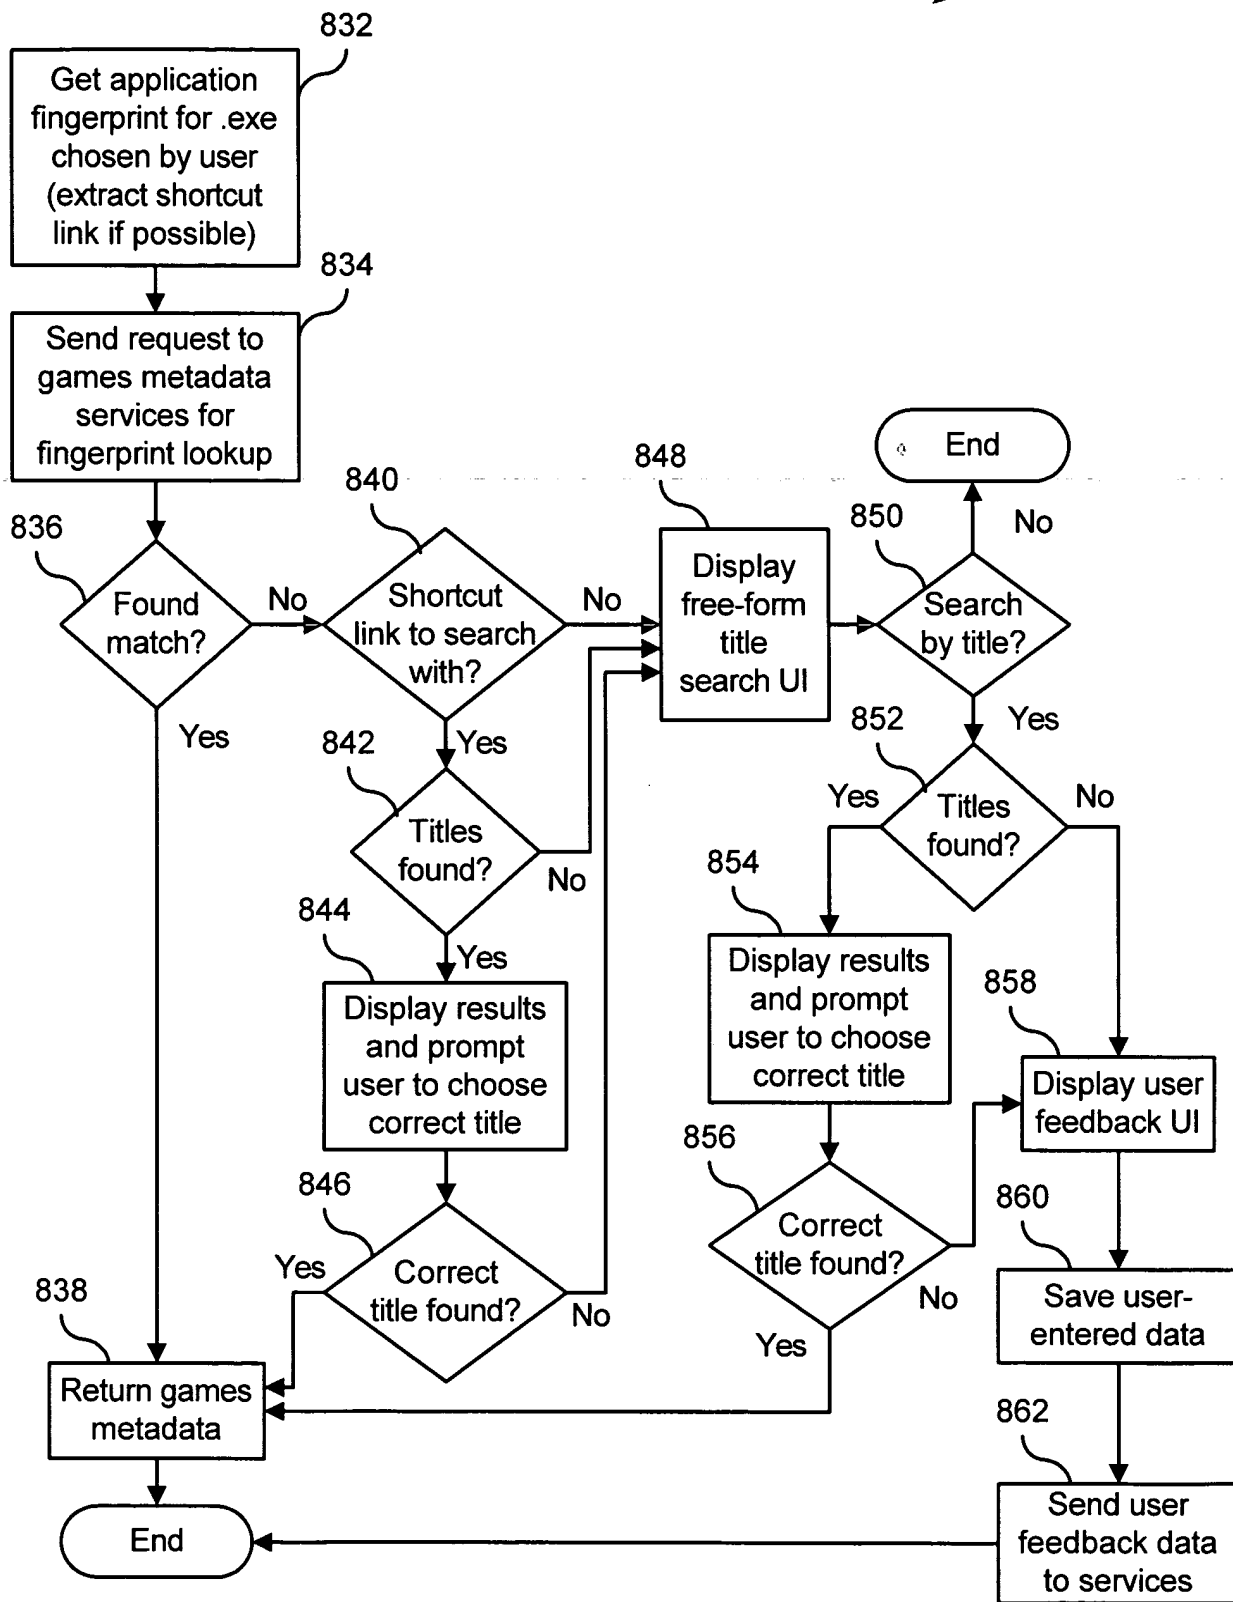 832
Get application
fingerprint for .exe
chosen by user
(extract shortcut
link if possible)
834
Send request to
games metadata
services for
fingerprint lookup
836
Found
match?
No
Yes
840
Shortcut
link to search
with?
No
Yes
842
Titles
found?
No
Yes
844
Display results
and prompt
user to choose
correct title
846
Correct
title found?
Yes
No
838
Return games
metadata
End
848
Display
free-form
title
search UI
End
850
No
Search
by title?
Yes
852
Titles
found?
Yes
No
854
Display results
and prompt
user to choose
correct title
856
Correct
title found?
No
Yes
858
Display user
feedback UI
860
Save user-
entered data
862
Send user
feedback data
to services